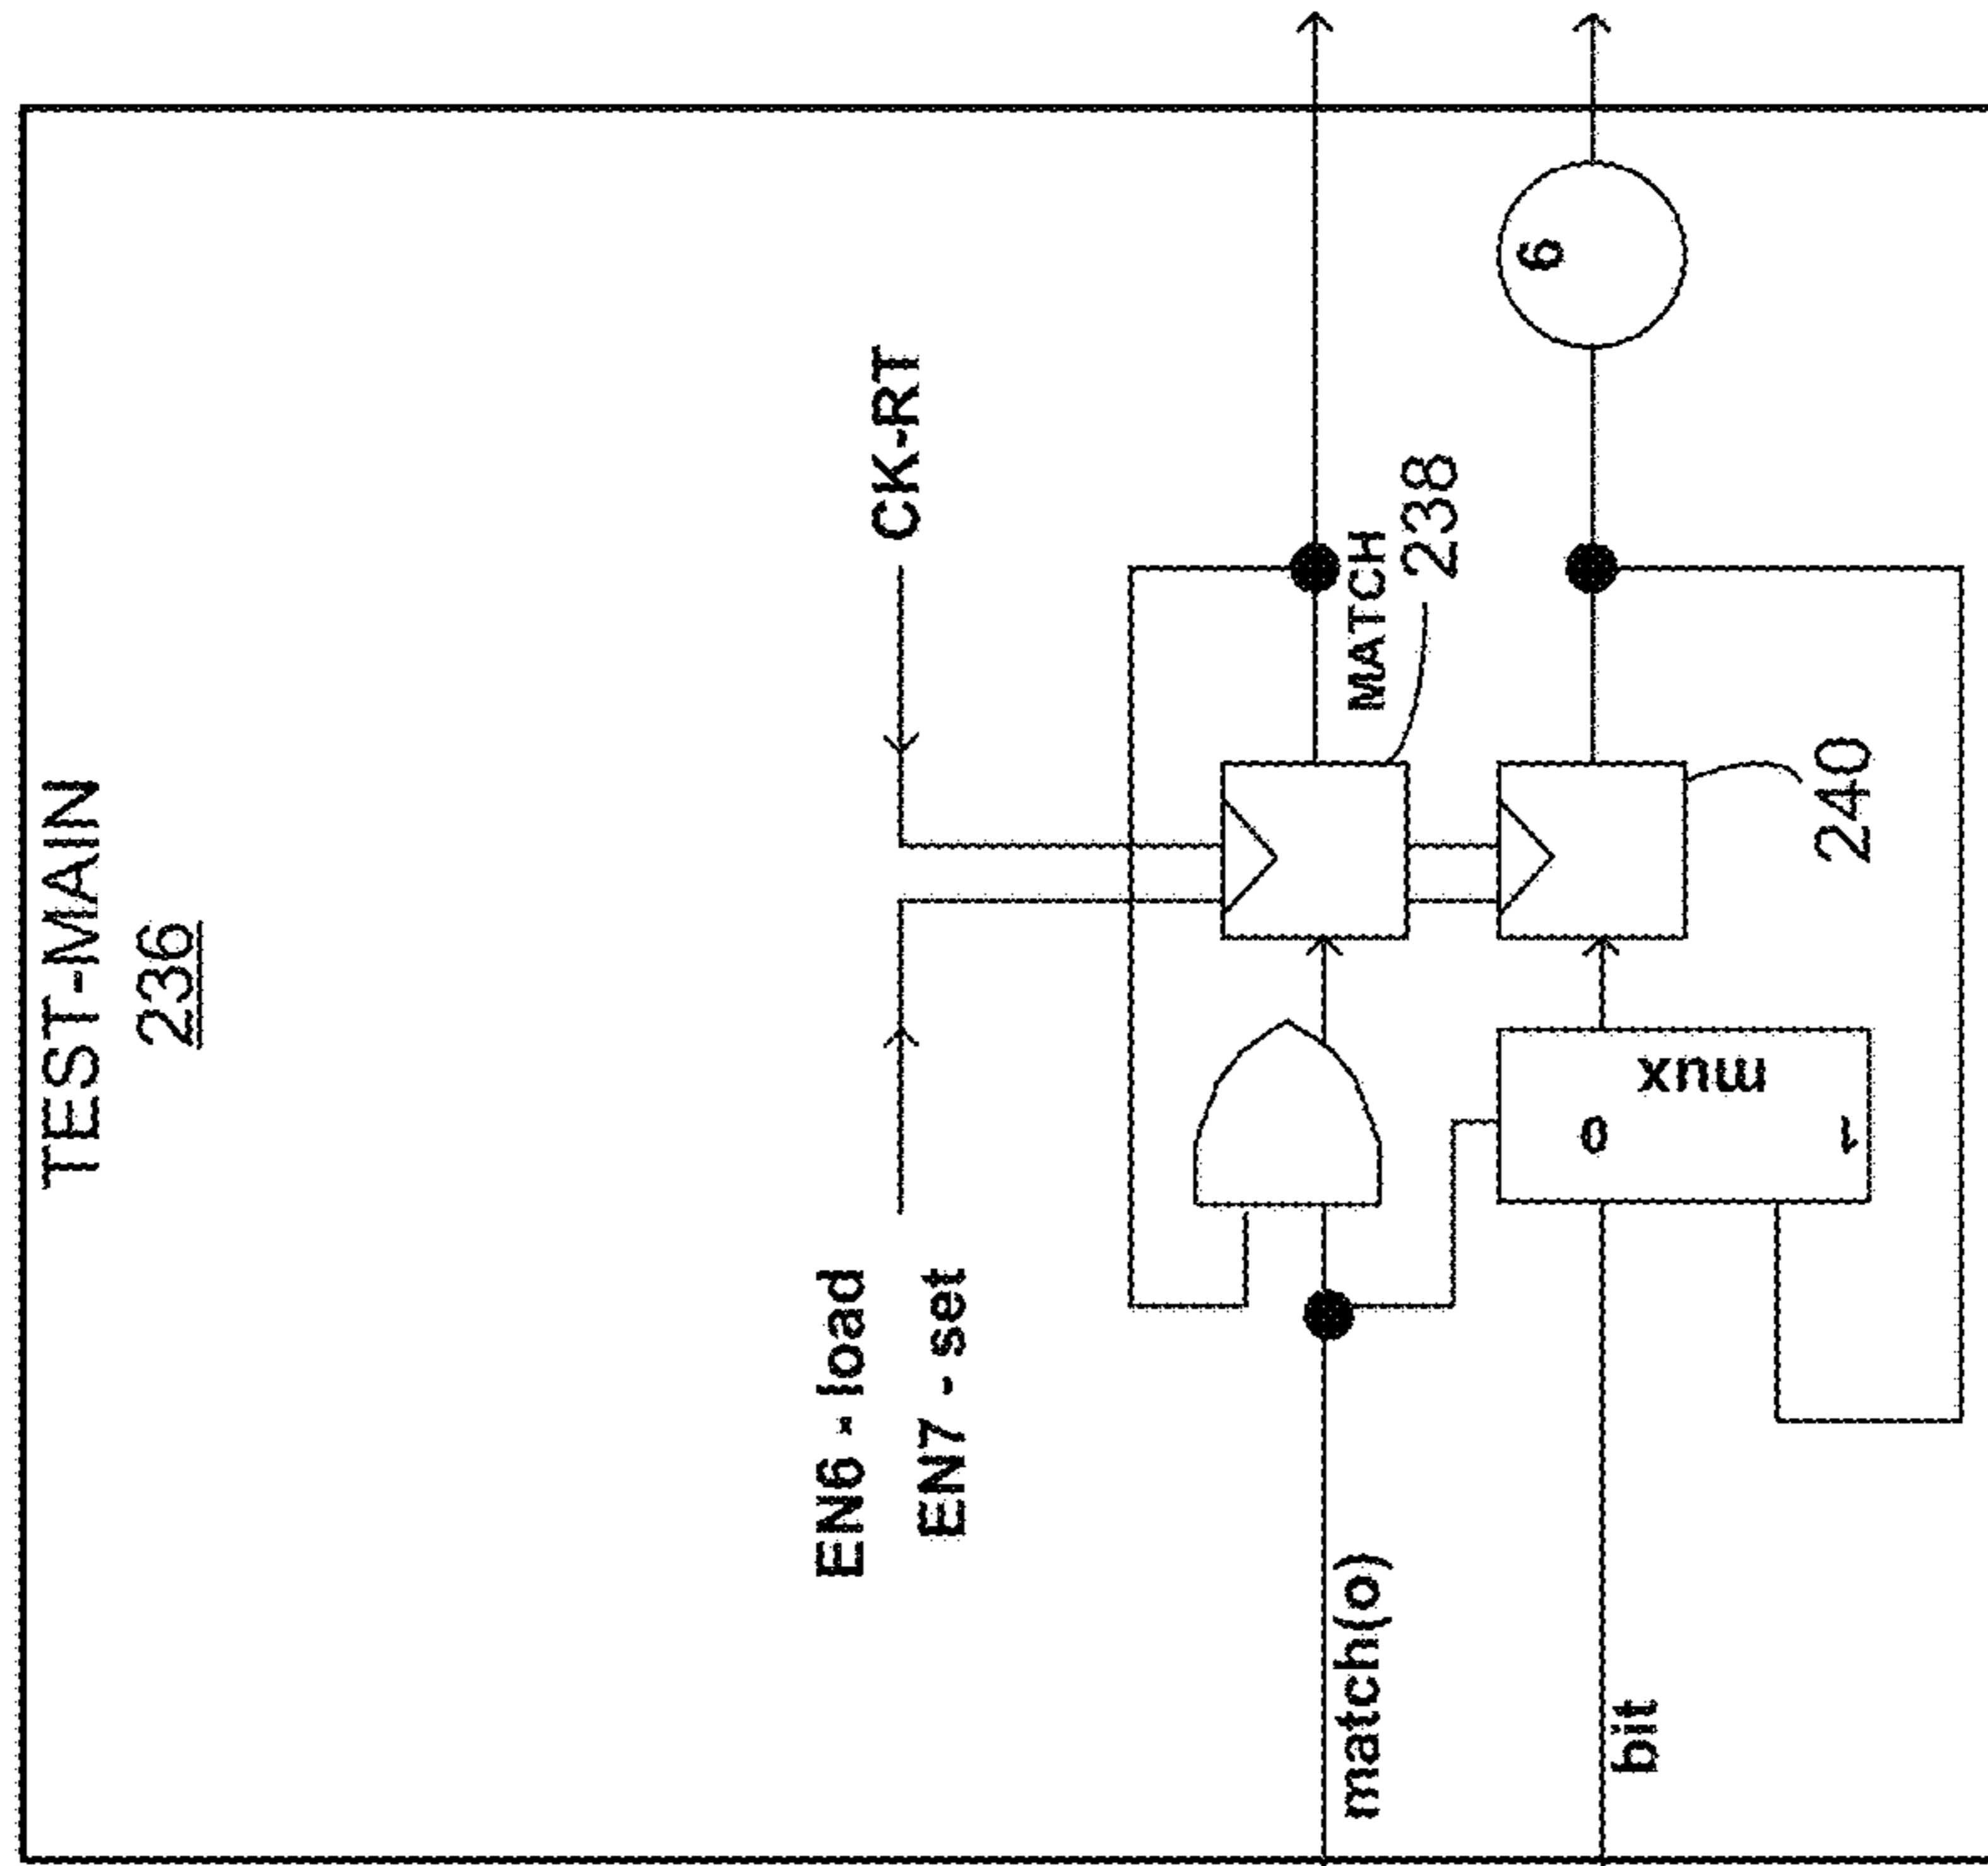 TEST-MAIN
236
EN6 - load
EN7 - set
CK-RT
match(o)
MATCH
238
bit
0
1
mux
240
6